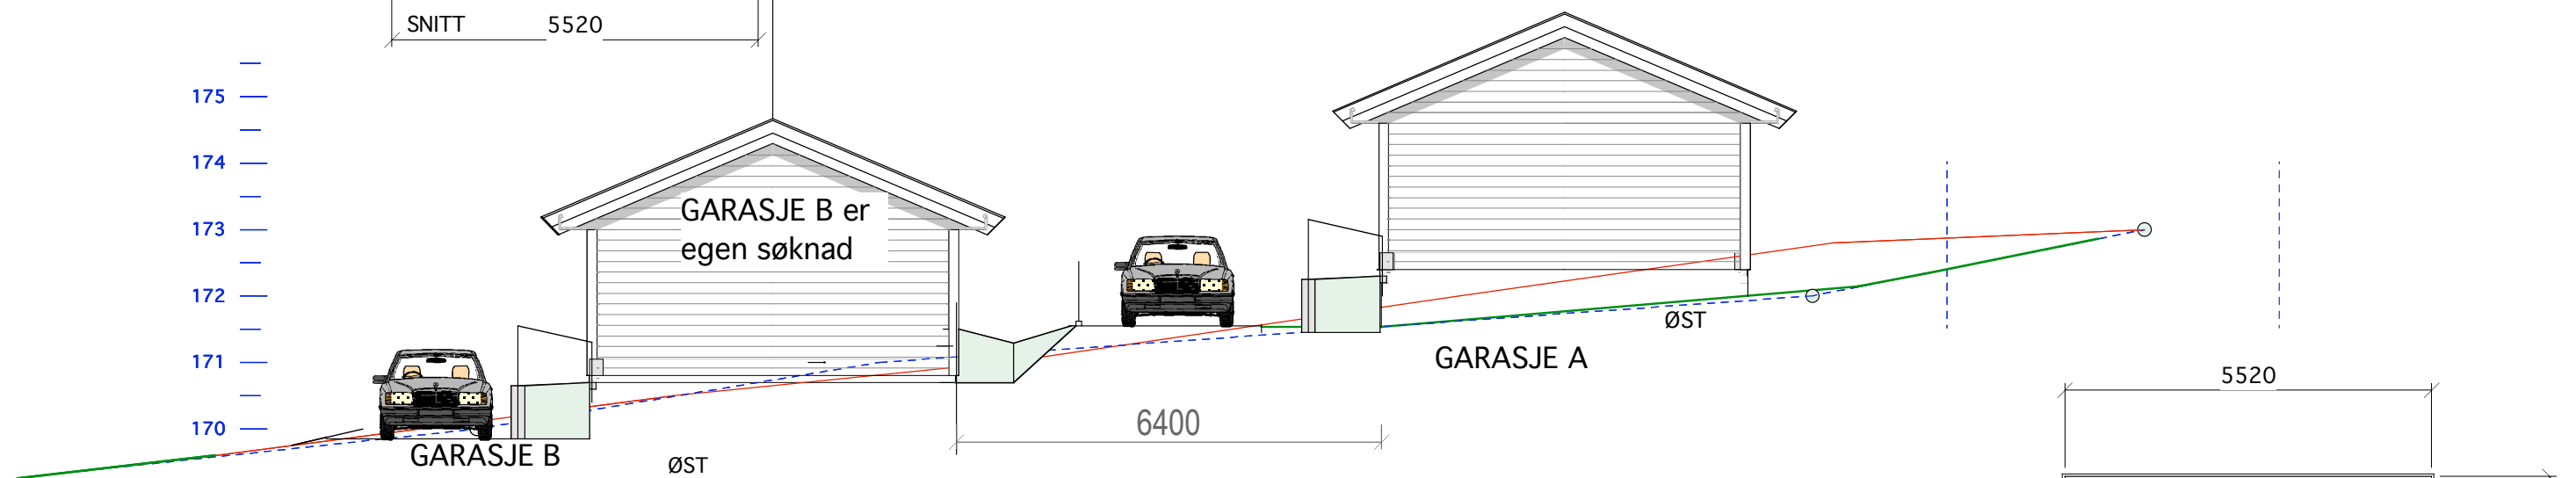 SNITT 5520
175
174
173
172
171
170
GARASJE B er
egen søknad
GARASJE B
ØST
6400
ØST
GARASJE A
5520